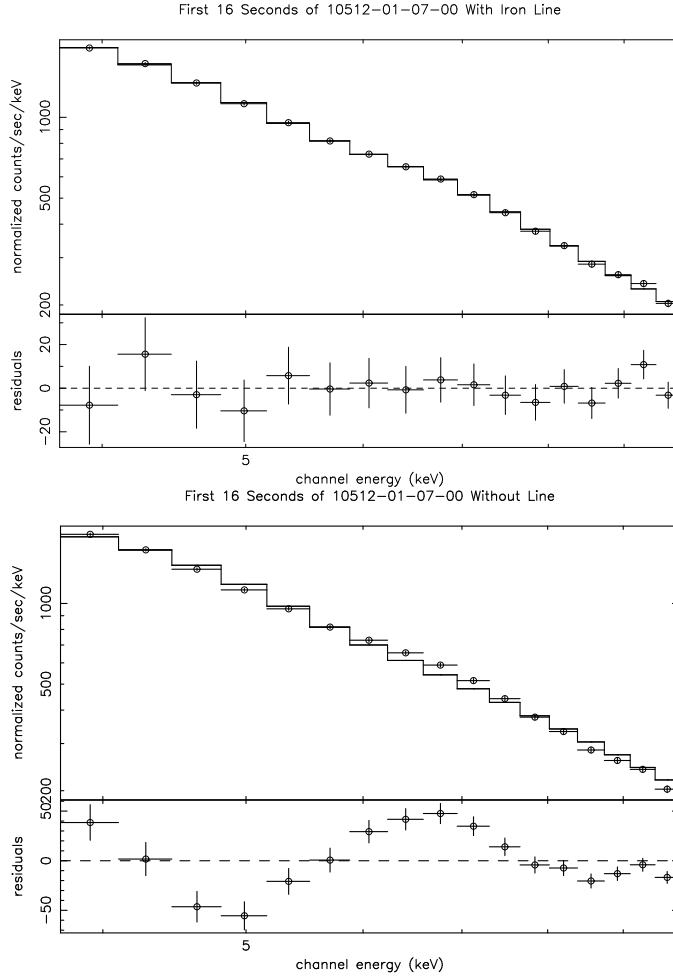 First 16 Seconds of 10512−01−07−00 With Iron Line
normalized counts/sec/keV
1000
500
200
residuals
20
0
−20
5
channel energy (keV)
First 16 Seconds of 10512−01−07−00 Without Line
normalized counts/sec/keV
1000
500
200
residuals
50
0
−50
5
channel energy (keV)